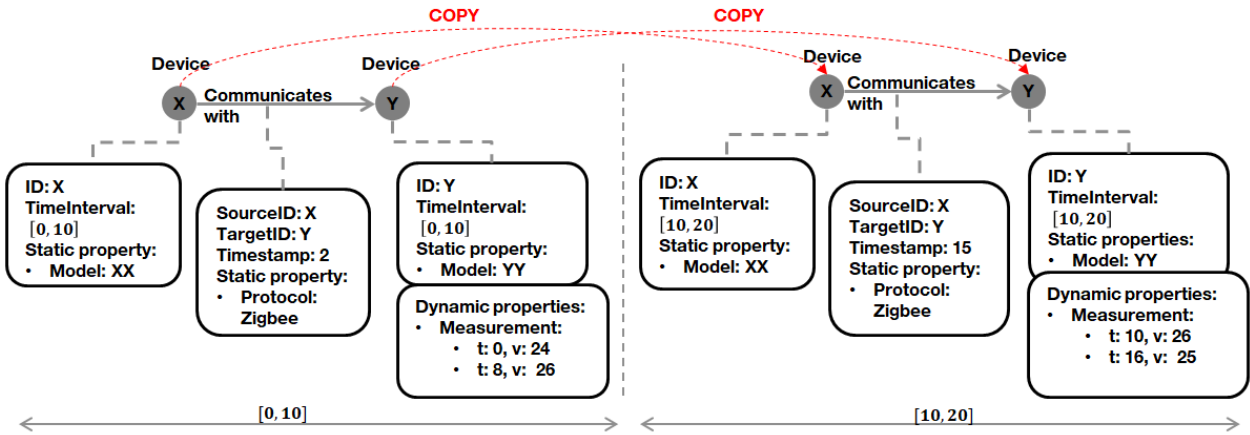 COPY
COPY
Device
Device
X
Communicates
with
Y
ID: X
TimeInterval:
[0, 10]
Static property:
• Model: XX
SourceID: X
TargetID: Y
Timestamp: 2
Static property:
• Protocol:
Zigbee
ID: Y
TimeInterval:
[0, 10]
Static property:
• Model: YY
Dynamic properties:
• Measurement:
• t: 0, v: 24
• t: 8, v: 26
[0, 10]
Device
Device
X
Communicates
with
Y
ID: X
TimeInterval:
[10, 20]
Static property:
• Model: XX
SourceID: X
TargetID: Y
Timestamp: 15
Static property:
• Protocol:
Zigbee
ID: Y
TimeInterval:
[10, 20]
Static properties:
• Model: YY
Dynamic properties:
• Measurement:
• t: 10, v: 26
• t: 16, v: 25
[10, 20]